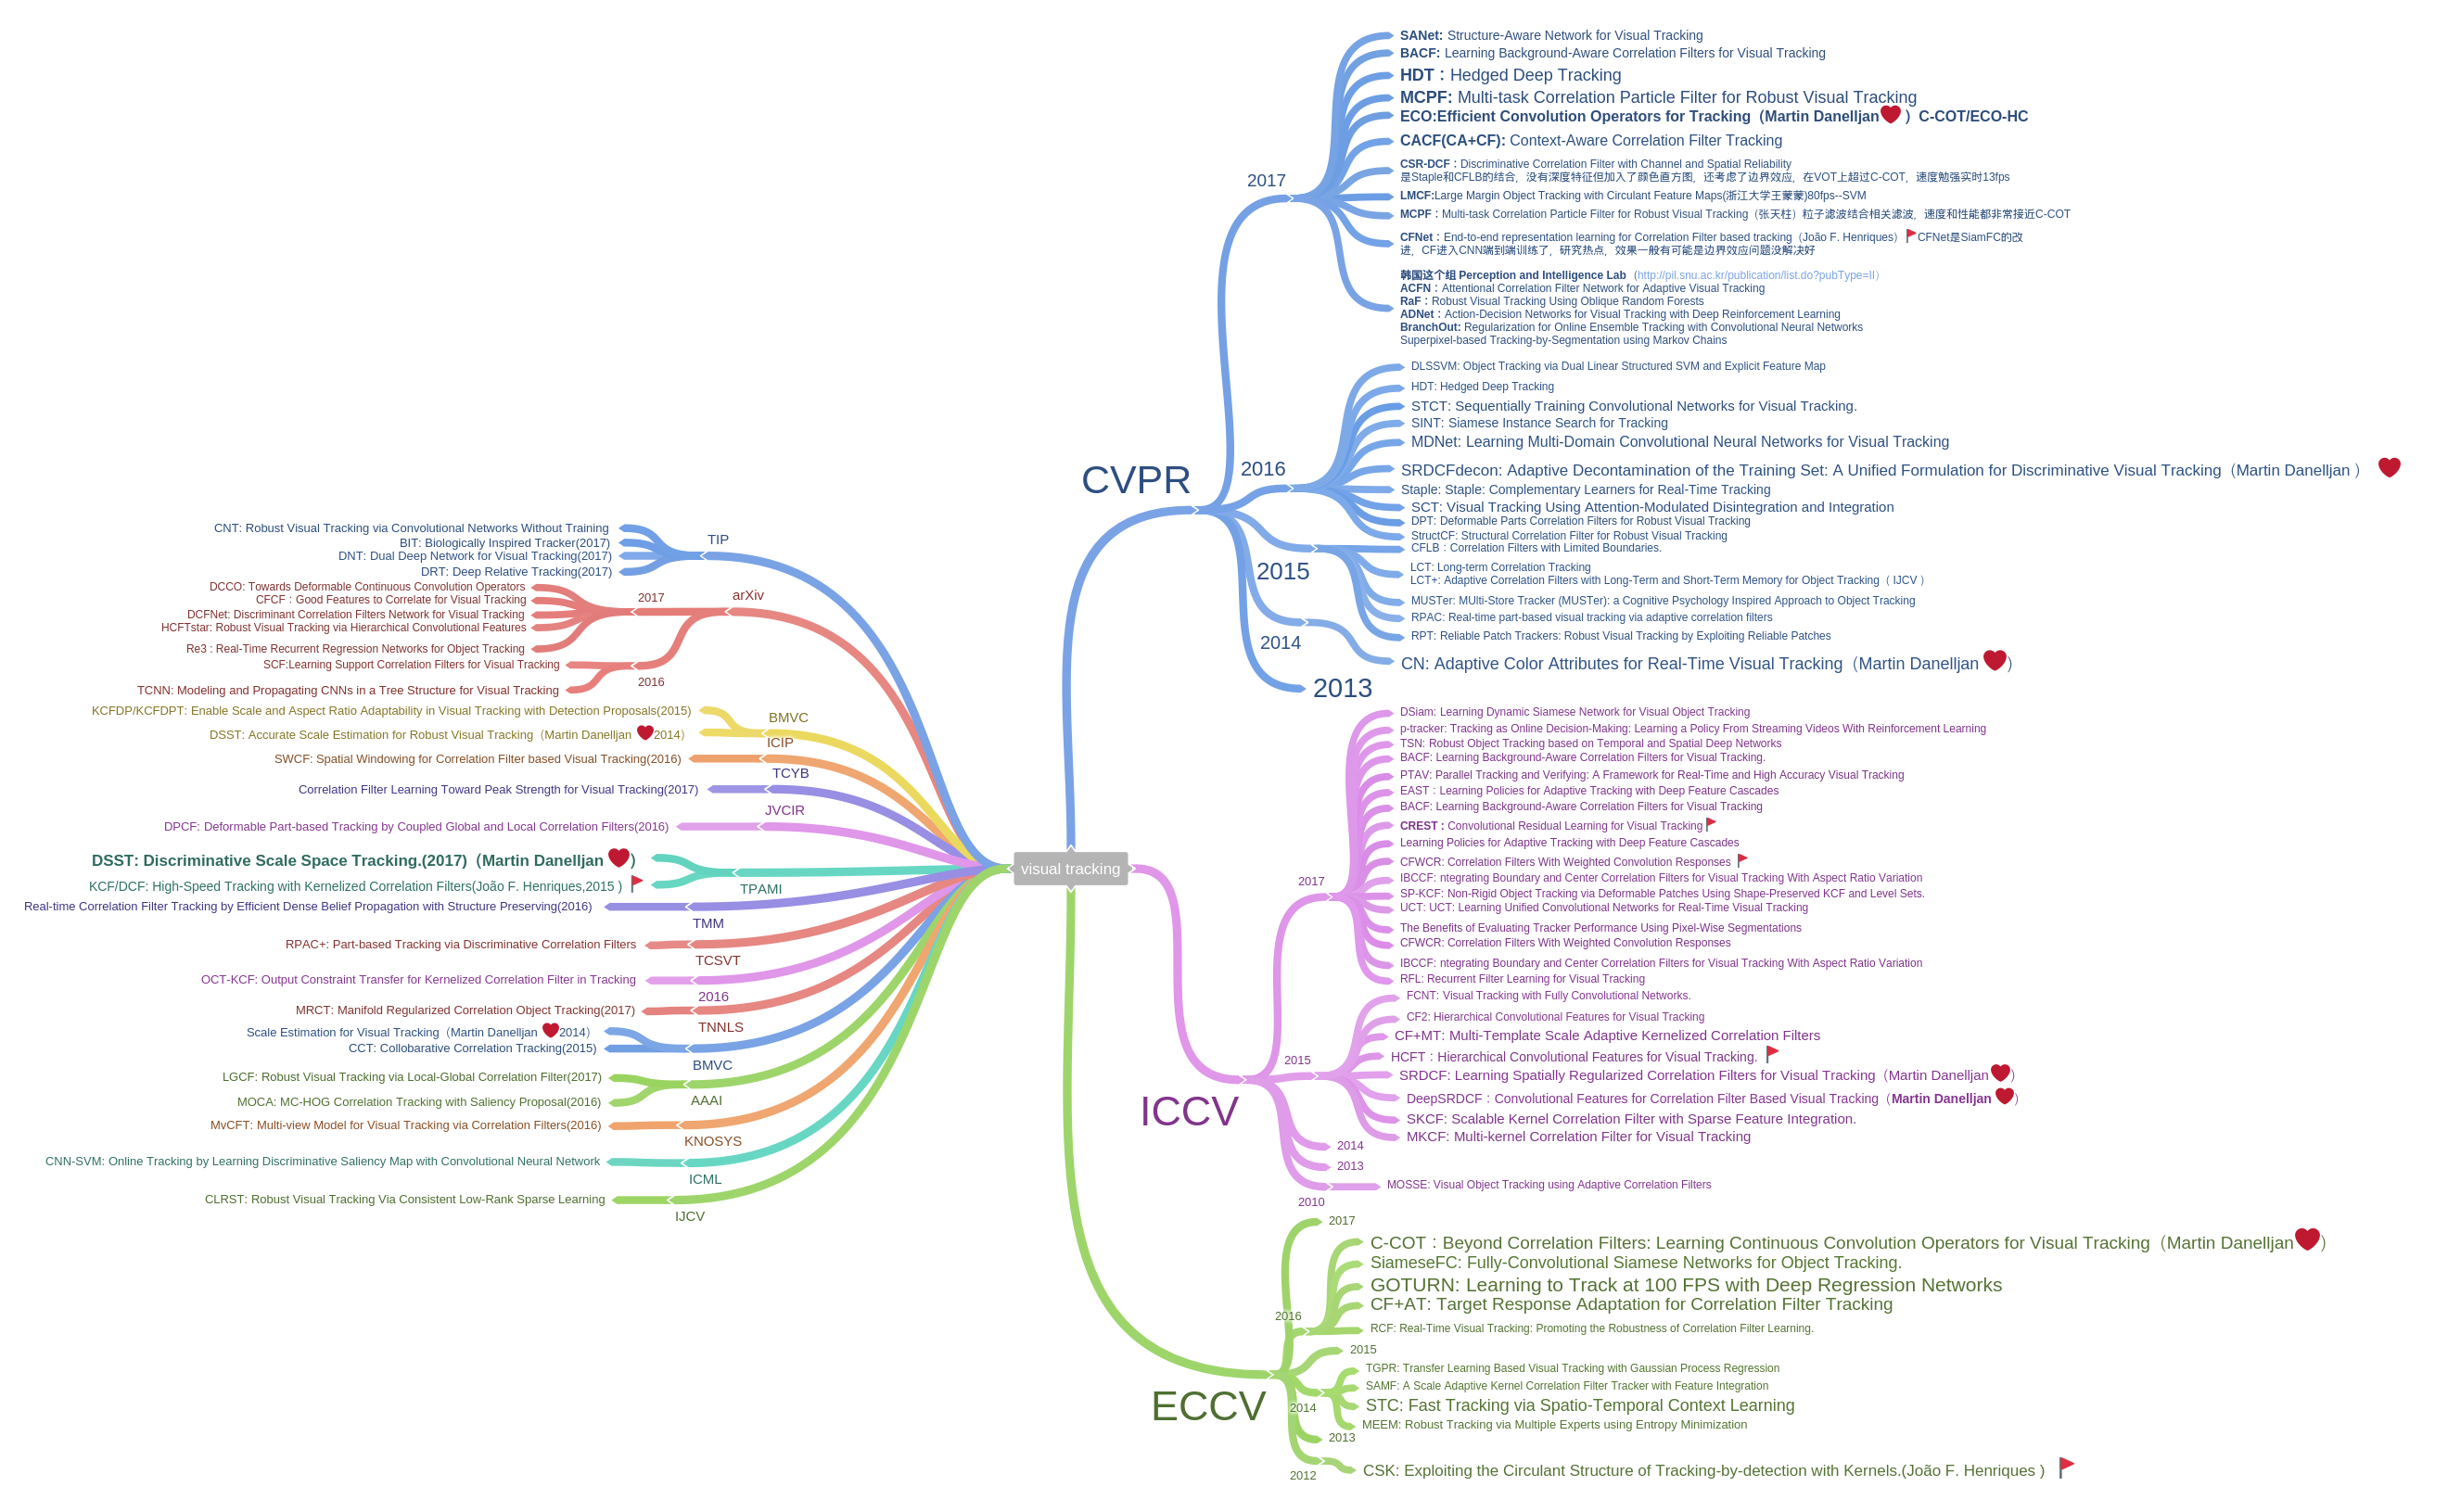 visual tracking
CVPR
2017
SANet: Structure-Aware Network for Visual Tracking
BACF: Learning Background-Aware Correlation Filters for Visual Tracking
HDT：Hedged Deep Tracking
MCPF: Multi-task Correlation Particle Filter for Robust Visual Tracking
ECO:Efficient Convolution Operators for Tracking（Martin Danelljan❤）C-COT/ECO-HC
CACF(CA+CF): Context-Aware Correlation Filter Tracking
CSR-DCF：Discriminative Correlation Filter with Channel and Spatial Reliability
是Staple和CFLB的结合，没有深度特征但加入了颜色直方图，还考虑了边界效应，在VOT上超过C-COT，速度勉强实时13fps
LMCF:Large Margin Object Tracking with Circulant Feature Maps(浙江大学王蒙蒙)80fps--SVM
MCPF：Multi-task Correlation Particle Filter for Robust Visual Tracking（张天柱）粒子滤波结合相关滤波，速度和性能都非常接近C-COT
CFNet：End-to-end representation learning for Correlation Filter based tracking（João F. Henriques）🚩CFNet是SiamFC的改
进，CF进入CNN端到端训练了，研究热点，效果一般有可能是边界效应问题没解决好
韩国这个组 Perception and Intelligence Lab（http://pil.snu.ac.kr/publication/list.do?pubType=II）
ACFN：Attentional Correlation Filter Network for Adaptive Visual Tracking
RaF：Robust Visual Tracking Using Oblique Random Forests
ADNet：Action-Decision Networks for Visual Tracking with Deep Reinforcement Learning
BranchOut: Regularization for Online Ensemble Tracking with Convolutional Neural Networks
Superpixel-based Tracking-by-Segmentation using Markov Chains
2016
DLSSVM: Object Tracking via Dual Linear Structured SVM and Explicit Feature Map
HDT: Hedged Deep Tracking
STCT: Sequentially Training Convolutional Networks for Visual Tracking.
SINT: Siamese Instance Search for Tracking
MDNet: Learning Multi-Domain Convolutional Neural Networks for Visual Tracking
SRDCFdecon: Adaptive Decontamination of the Training Set: A Unified Formulation for Discriminative Visual Tracking（Martin Danelljan ） ❤
Staple: Staple: Complementary Learners for Real-Time Tracking
SCT: Visual Tracking Using Attention-Modulated Disintegration and Integration
DPT: Deformable Parts Correlation Filters for Robust Visual Tracking
StructCF: Structural Correlation Filter for Robust Visual Tracking
2015
CFLB：Correlation Filters with Limited Boundaries.
LCT: Long-term Correlation Tracking
LCT+: Adaptive Correlation Filters with Long-Term and Short-Term Memory for Object Tracking（ IJCV ）
MUSTer: MUlti-Store Tracker (MUSTer): a Cognitive Psychology Inspired Approach to Object Tracking
RPAC: Real-time part-based visual tracking via adaptive correlation filters
RPT: Reliable Patch Trackers: Robust Visual Tracking by Exploiting Reliable Patches
2014
CN: Adaptive Color Attributes for Real-Time Visual Tracking（Martin Danelljan ❤）
2013
ICCV
2017
DSiam: Learning Dynamic Siamese Network for Visual Object Tracking
p-tracker: Tracking as Online Decision-Making: Learning a Policy From Streaming Videos With Reinforcement Learning
TSN: Robust Object Tracking based on Temporal and Spatial Deep Networks
BACF: Learning Background-Aware Correlation Filters for Visual Tracking.
PTAV: Parallel Tracking and Verifying: A Framework for Real-Time and High Accuracy Visual Tracking
EAST：Learning Policies for Adaptive Tracking with Deep Feature Cascades
BACF: Learning Background-Aware Correlation Filters for Visual Tracking
CREST : Convolutional Residual Learning for Visual Tracking🚩
Learning Policies for Adaptive Tracking with Deep Feature Cascades
CFWCR: Correlation Filters With Weighted Convolution Responses 🚩
IBCCF: ntegrating Boundary and Center Correlation Filters for Visual Tracking With Aspect Ratio Variation
SP-KCF: Non-Rigid Object Tracking via Deformable Patches Using Shape-Preserved KCF and Level Sets.
UCT: UCT: Learning Unified Convolutional Networks for Real-Time Visual Tracking
The Benefits of Evaluating Tracker Performance Using Pixel-Wise Segmentations
CFWCR: Correlation Filters With Weighted Convolution Responses
IBCCF: ntegrating Boundary and Center Correlation Filters for Visual Tracking With Aspect Ratio Variation
RFL: Recurrent Filter Learning for Visual Tracking
2015
FCNT: Visual Tracking with Fully Convolutional Networks.
CF2: Hierarchical Convolutional Features for Visual Tracking
CF+MT: Multi-Template Scale Adaptive Kernelized Correlation Filters
HCFT：Hierarchical Convolutional Features for Visual Tracking. 🚩
SRDCF: Learning Spatially Regularized Correlation Filters for Visual Tracking（Martin Danelljan❤）
DeepSRDCF：Convolutional Features for Correlation Filter Based Visual Tracking（Martin Danelljan ❤）
SKCF: Scalable Kernel Correlation Filter with Sparse Feature Integration.
MKCF: Multi-kernel Correlation Filter for Visual Tracking
2014
2013
2010
MOSSE: Visual Object Tracking using Adaptive Correlation Filters
ECCV
2017
2016
C-COT：Beyond Correlation Filters: Learning Continuous Convolution Operators for Visual Tracking（Martin Danelljan❤）
SiameseFC: Fully-Convolutional Siamese Networks for Object Tracking.
GOTURN: Learning to Track at 100 FPS with Deep Regression Networks
CF+AT: Target Response Adaptation for Correlation Filter Tracking
RCF: Real-Time Visual Tracking: Promoting the Robustness of Correlation Filter Learning.
2015
2014
TGPR: Transfer Learning Based Visual Tracking with Gaussian Process Regression
SAMF: A Scale Adaptive Kernel Correlation Filter Tracker with Feature Integration
STC: Fast Tracking via Spatio-Temporal Context Learning
MEEM: Robust Tracking via Multiple Experts using Entropy Minimization
2013
2012
CSK: Exploiting the Circulant Structure of Tracking-by-detection with Kernels.(João F. Henriques ) 🚩
TIP
CNT: Robust Visual Tracking via Convolutional Networks Without Training
BIT: Biologically Inspired Tracker(2017)
DNT: Dual Deep Network for Visual Tracking(2017)
DRT: Deep Relative Tracking(2017)
arXiv
2017
DCCO: Towards Deformable Continuous Convolution Operators
CFCF：Good Features to Correlate for Visual Tracking
DCFNet: Discriminant Correlation Filters Network for Visual Tracking
HCFTstar: Robust Visual Tracking via Hierarchical Convolutional Features
Re3 : Real-Time Recurrent Regression Networks for Object Tracking
2016
SCF:Learning Support Correlation Filters for Visual Tracking
TCNN: Modeling and Propagating CNNs in a Tree Structure for Visual Tracking
BMVC
KCFDP/KCFDPT: Enable Scale and Aspect Ratio Adaptability in Visual Tracking with Detection Proposals(2015)
DSST: Accurate Scale Estimation for Robust Visual Tracking（Martin Danelljan ❤2014）
ICIP
SWCF: Spatial Windowing for Correlation Filter based Visual Tracking(2016)
TCYB
Correlation Filter Learning Toward Peak Strength for Visual Tracking(2017)
JVCIR
DPCF: Deformable Part-based Tracking by Coupled Global and Local Correlation Filters(2016)
TPAMI
DSST: Discriminative Scale Space Tracking.(2017)（Martin Danelljan ❤）
KCF/DCF: High-Speed Tracking with Kernelized Correlation Filters(João F. Henriques,2015 ) 🚩
TMM
Real-time Correlation Filter Tracking by Efficient Dense Belief Propagation with Structure Preserving(2016)
TCSVT
RPAC+: Part-based Tracking via Discriminative Correlation Filters
2016
OCT-KCF: Output Constraint Transfer for Kernelized Correlation Filter in Tracking
TNNLS
MRCT: Manifold Regularized Correlation Object Tracking(2017)
BMVC
Scale Estimation for Visual Tracking（Martin Danelljan ❤2014）
CCT: Collobarative Correlation Tracking(2015)
AAAI
LGCF: Robust Visual Tracking via Local-Global Correlation Filter(2017)
MOCA: MC-HOG Correlation Tracking with Saliency Proposal(2016)
KNOSYS
MvCFT: Multi-view Model for Visual Tracking via Correlation Filters(2016)
ICML
CNN-SVM: Online Tracking by Learning Discriminative Saliency Map with Convolutional Neural Network
IJCV
CLRST: Robust Visual Tracking Via Consistent Low-Rank Sparse Learning